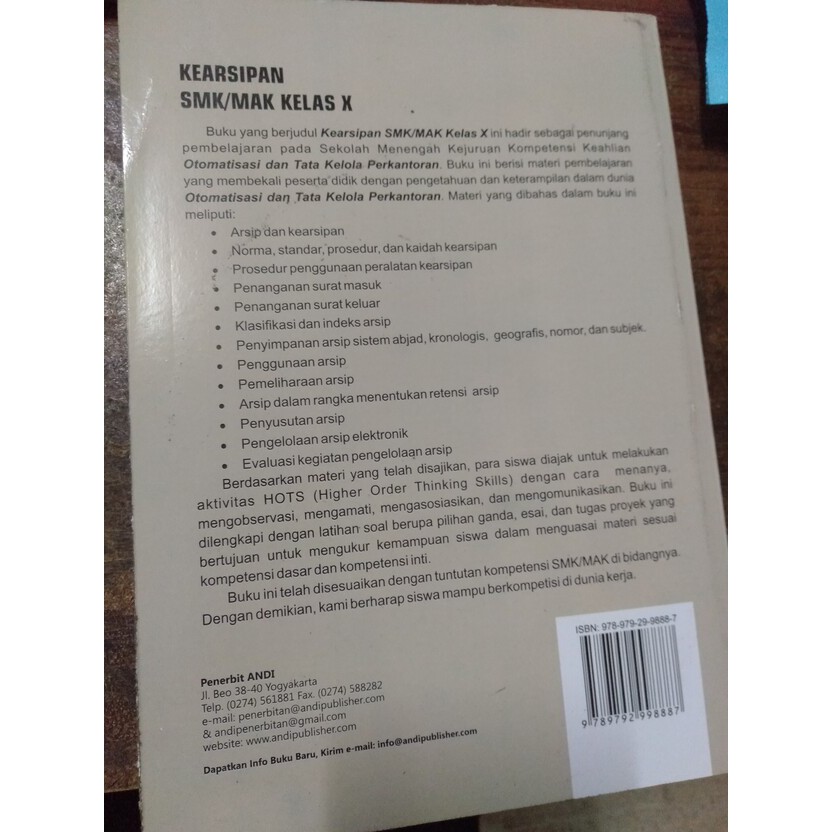 KEARSIPAN
SMK/MAK KELAS X
Buku yang berjudul Kearsipan SMK/MAK Kelas X ini hadir sebagai penunjang
pembelajaran pada Sekolah Menengah Kejuruan Kompetensi Keahlian
Otomatisasi dan Tata Kelola Perkantoran. Buku ini berisi materi pembelajaran
yang membekali peserta didik dengan pengetahuan dan keterampilan dalam dunia
Otomatisasi dan Tata Kelola Perkantoran. Materi yang dibahas dalam buku ini
meliputi:
• Arsip dan kearsipan
• Norma, standar, prosedur, dan kaidah kearsipan
• Prosedur penggunaan peralatan kearsipan
• Penanganan surat masuk
• Penanganan surat keluar
• Klasifikasi dan indeks arsip
• Penyimpanan arsip sistem abjad, kronologis, geografis, nomor, dan subjek.
• Penggunaan arsip
• Pemeliharaan arsip
• Arsip dalam rangka menentukan retensi arsip
• Penyusutan arsip
• Pengelolaan arsip elektronik
• Evaluasi kegiatan pengelolaan arsip
Berdasarkan materi yang telah disajikan, para siswa diajak untuk melakukan
aktivitas HOTS (Higher Order Thinking Skills) dengan cara menanya,
mengobservasi, mengamati, mengasosiasikan, dan mengomunikasikan. Buku ini
dilengkapi dengan latihan soal berupa pilihan ganda, esai, dan tugas proyek yang
bertujuan untuk mengukur kemampuan siswa dalam menguasai materi sesuai
kompetensi dasar dan kompetensi inti.
Buku ini telah disesuaikan dengan tuntutan kompetensi SMK/MAK di bidangnya.
Dengan demikian, kami berharap siswa mampu berkompetisi di dunia kerja.
ISBN: 978-979-29-9888-7
9 789792 998887
Penerbit ANDI
Jl. Beo 38-40 Yogyakarta
Telp. (0274) 561881 Fax. (0274) 588282
e-mail: penerbitan@andipublisher.com
& andipenerbitan@gmail.com
website: www.andipublisher.com
Dapatkan Info Buku Baru, Kirim e-mail: info@andipublisher.com